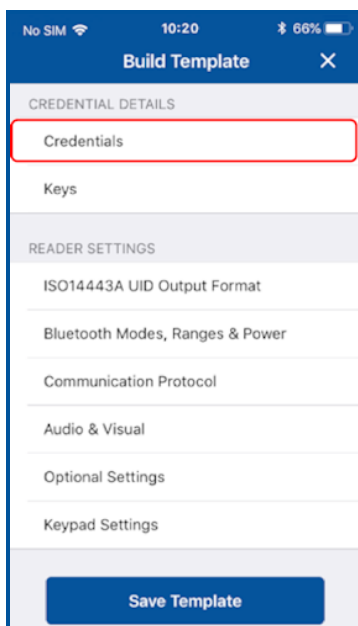 No SIM 10:20 66%
Build Template
CREDENTIAL DETAILS
Credentials
Keys
READER SETTINGS
ISO14443A UID Output Format
Bluetooth Modes, Ranges & Power
Communication Protocol
Audio & Visual
Optional Settings
Keypad Settings
Save Template